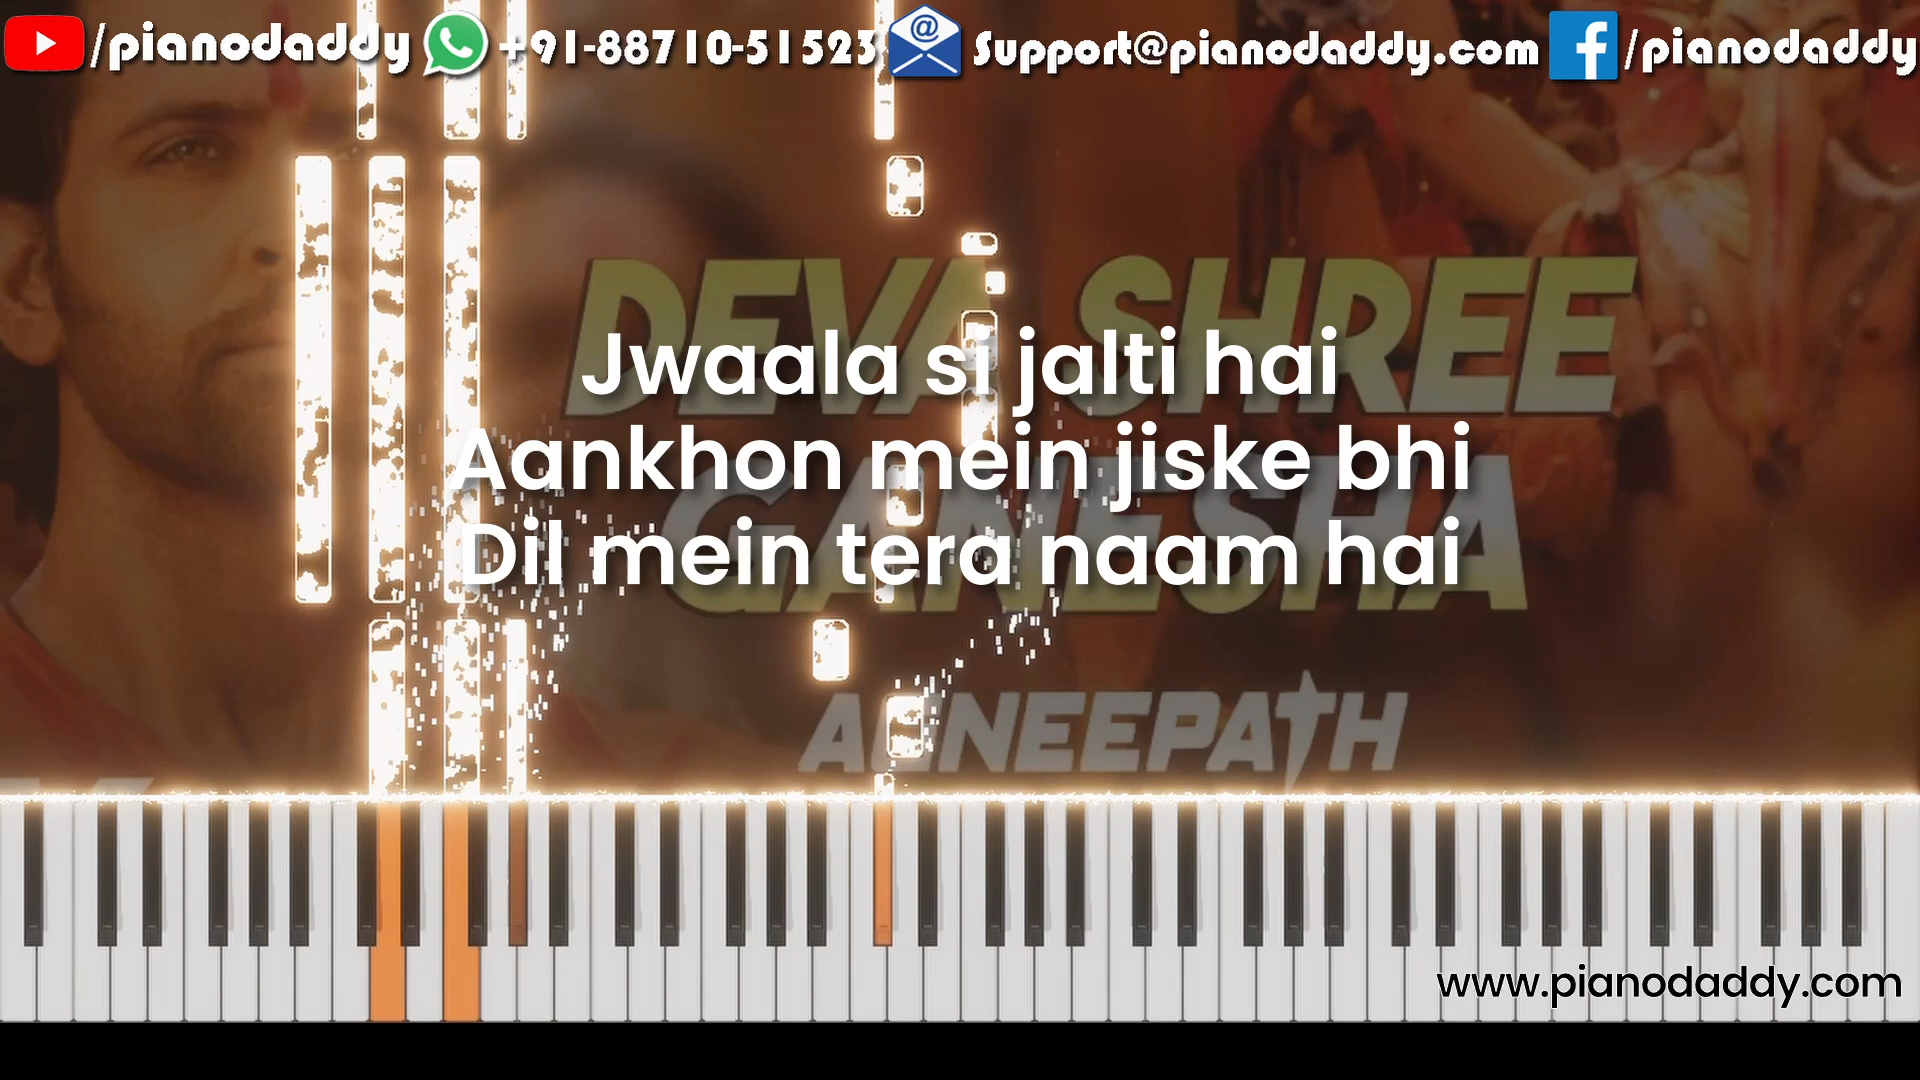 /pianodaddy +91-88710-51523 Support@pianodaddy.com /pianodaddy
DEVA SHREE
Jwaala si jalti hai
Aankhon mein jiske bhi
GANESHA
Dil mein tera naam hai
AGNEEPATH
www.pianodaddy.com